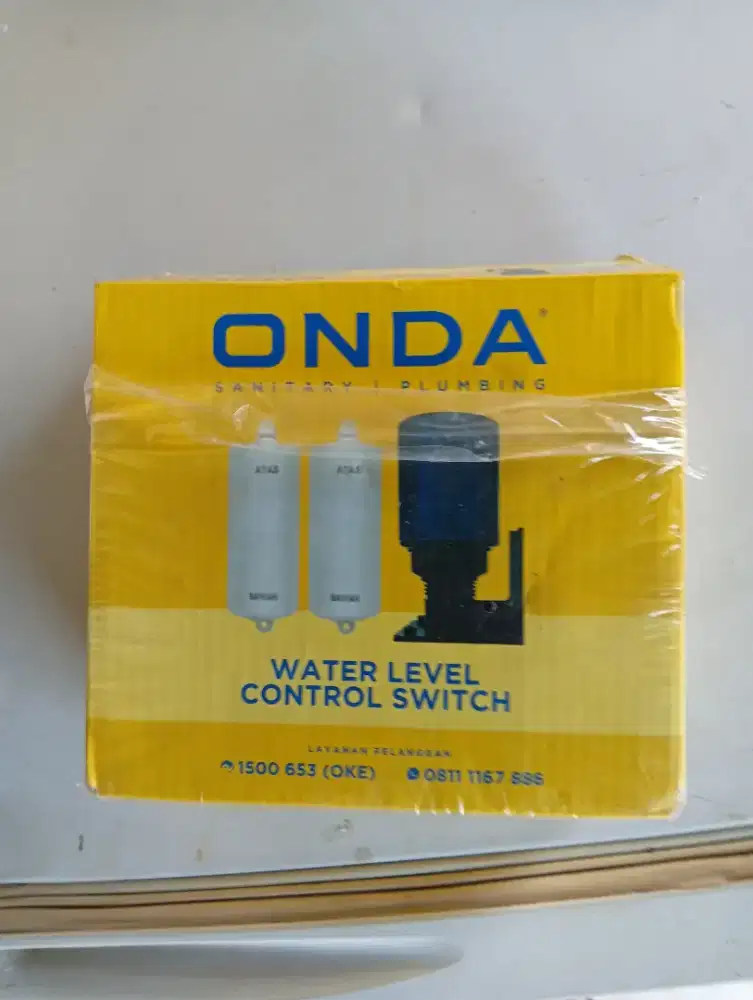 ONDA®
SANITARY | PLUMBING
ATAS ATAS
BAWAH BAWAH
WATER LEVEL
CONTROL SWITCH
LAYANAN PELANGGAN
1500 653 (OKE) 0811 1167 886